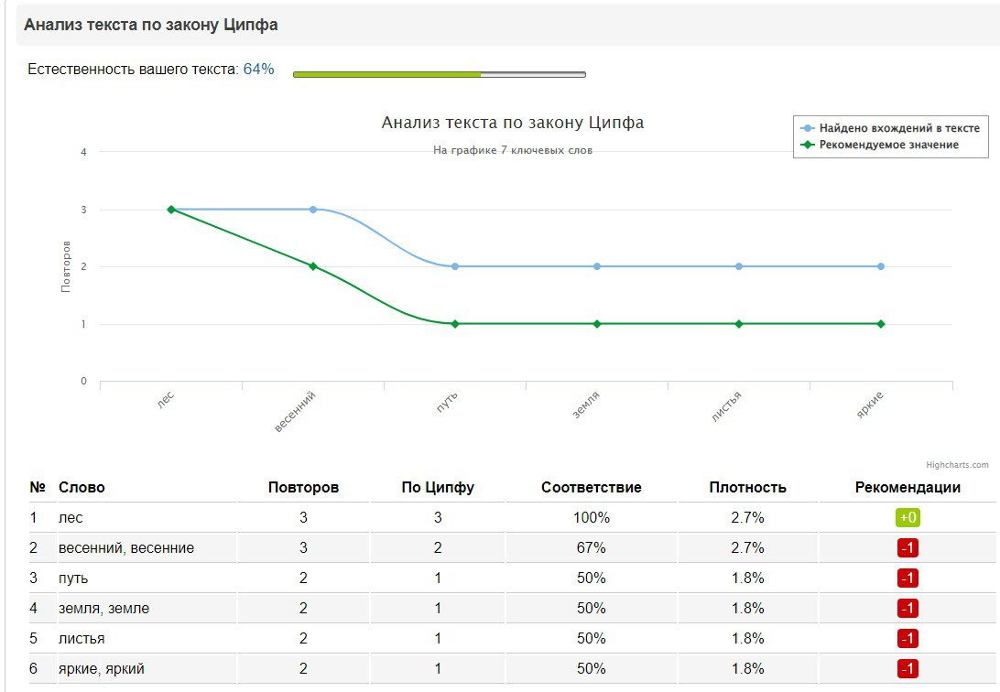 Анализ текста по закону Ципфа
Естественность вашего текста: 64%
Анализ текста по закону Ципфа
На графике 7 ключевых слов
Найдено вхождений в тексте
Рекомендуемое значение
Повторов
4
3
2
1
0
лес
весенний
путь
земля
листья
яркие
Highcharts.com
№ Слово Повторов По Ципфу Соответствие Плотность Рекомендации
1 лес 3 3 100% 2.7% +0
2 весенний, весенние 3 2 67% 2.7% -1
3 путь 2 1 50% 1.8% -1
4 земля, земле 2 1 50% 1.8% -1
5 листья 2 1 50% 1.8% -1
6 яркие, яркий 2 1 50% 1.8% -1